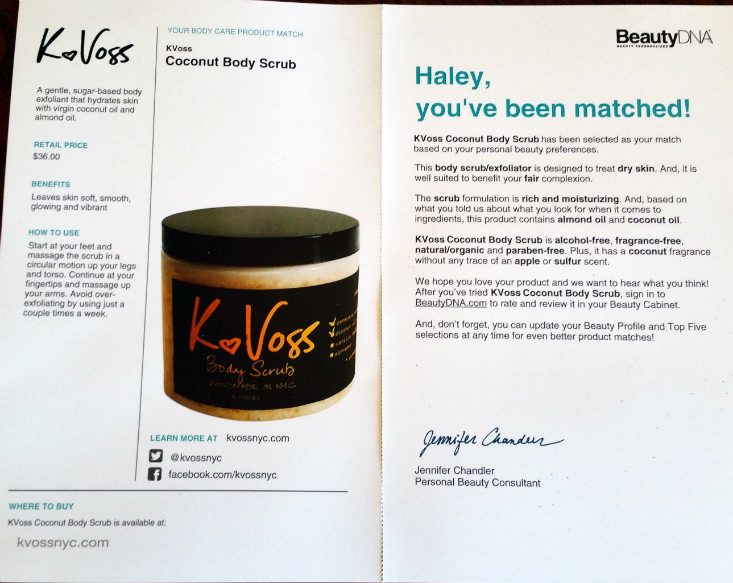 K Voss
A gentle, sugar-based body
exfoliant that hydrates skin
with virgin coconut oil and
almond oil.
RETAIL PRICE
$36.00
BENEFITS
Leaves skin soft, smooth,
glowing and vibrant
HOW TO USE
Start at your feet and
massage the scrub in a
circular motion up your legs
and torso. Continue at your
fingertips and massage up
your arms. Avoid over-
exfoliating by using just a
couple times a week.
YOUR BODY CARE PRODUCT MATCH
KVoss
Coconut Body Scrub
K Voss
Body Scrub
HANDMADE IN NYC
LEARN MORE AT kvossnyc.com
@kvossnyc
facebook.com/kvossnyc
WHERE TO BUY
KVoss Coconut Body Scrub is available at:
kvossnyc.com
BeautyDNA
BEAUTY PERSONALIZED
Haley,
you've been matched!
KVoss Coconut Body Scrub has been selected as your match
based on your personal beauty preferences.
This body scrub/exfoliator is designed to treat dry skin. And, it is
well suited to benefit your fair complexion.
The scrub formulation is rich and moisturizing. And, based on
what you told us about what you look for when it comes to
ingredients, this product contains almond oil and coconut oil.
KVoss Coconut Body Scrub is alcohol-free, fragrance-free,
natural/organic and paraben-free. Plus, it has a coconut fragrance
without any trace of an apple or sulfur scent.
We hope you love your product and we want to hear what you think!
After you've tried KVoss Coconut Body Scrub, sign in to
BeautyDNA.com to rate and review it in your Beauty Cabinet.
And, don't forget, you can update your Beauty Profile and Top Five
selections at any time for even better product matches!
Jennifer Chandler
Jennifer Chandler
Personal Beauty Consultant